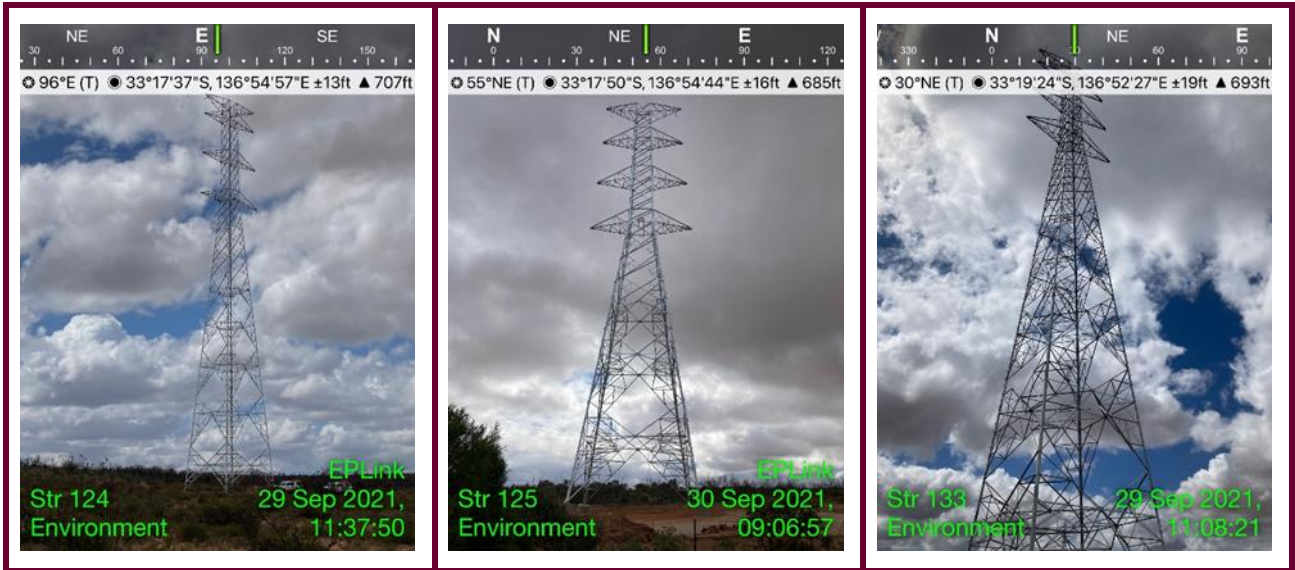 NE E SE
30 60 90 120 150
96°E (T) 33°17'37"S, 136°54'57"E ±13ft ▲ 707ft
EPLink
Str 124 29 Sep 2021,
Environment 11:37:50
N NE E
0 30 60 90 120
55°NE (T) 33°17'50"S, 136°54'44"E ±16ft ▲ 685ft
EPLink
Str 125 30 Sep 2021,
Environment 09:06:57
N NE E
330 0 30 60 90
30°NE (T) 33°19'24"S, 136°52'27"E ±19ft ▲ 693ft
Str 133 29 Sep 2021,
Environment 11:08:21